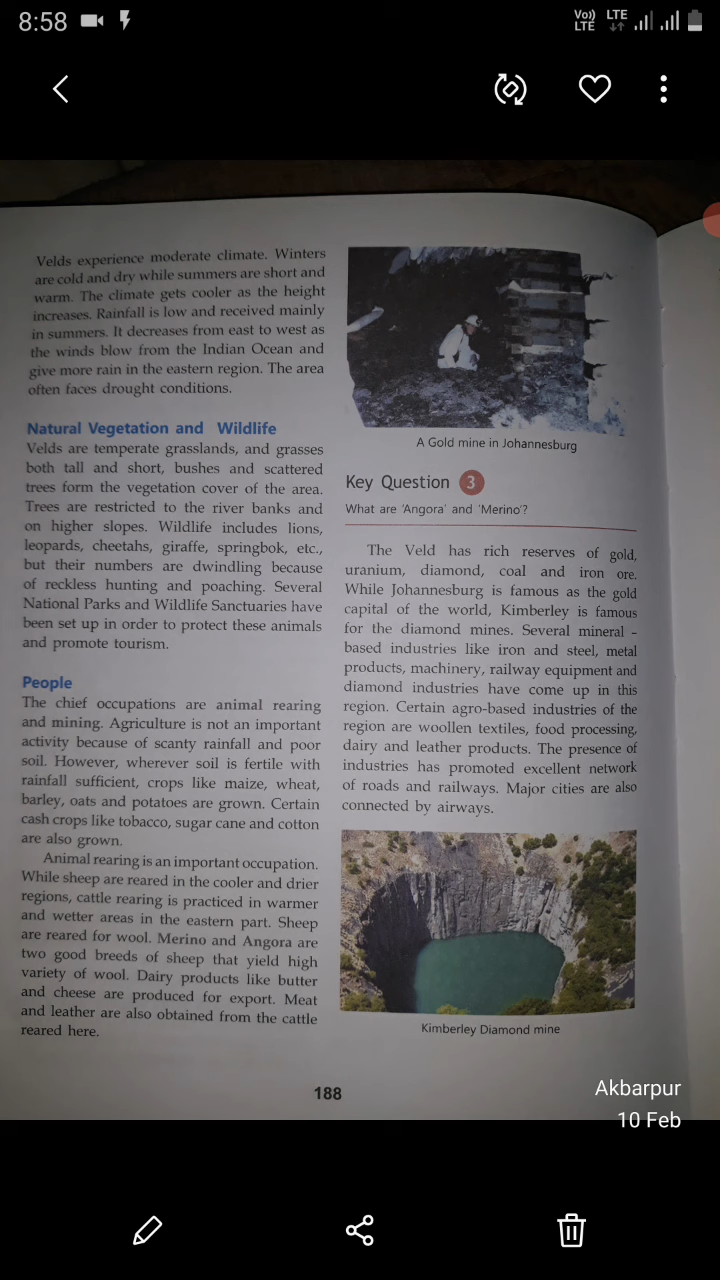 8:58
Vo)) LTE
LTE
Velds experience moderate climate. Winters
are cold and dry while summers are short and
warm. The climate gets cooler as the height
increases. Rainfall is low and received mainly
in summers. It decreases from east to west as
the winds blow from the Indian Ocean and
give more rain in the eastern region. The area
often faces drought conditions.
Natural Vegetation and Wildlife
Velds are temperate grasslands, and grasses
both tall and short, bushes and scattered
trees form the vegetation cover of the area.
Trees are restricted to the river banks and
on higher slopes. Wildlife includes lions,
leopards, cheetahs, giraffe, springbok, etc.,
but their numbers are dwindling because
of reckless hunting and poaching. Several
National Parks and Wildlife Sanctuaries have
been set up in order to protect these animals
and promote tourism.
People
The chief occupations are animal rearing
and mining. Agriculture is not an important
activity because of scanty rainfall and poor
soil. However, wherever soil is fertile with
rainfall sufficient, crops like maize, wheat,
barley, oats and potatoes are grown. Certain
cash crops like tobacco, sugar cane and cotton
are also grown.
Animal rearing is an important occupation.
While sheep are reared in the cooler and drier
regions, cattle rearing is practiced in warmer
and wetter areas in the eastern part. Sheep
are reared for wool. Merino and Angora are
two good breeds of sheep that yield high
variety of wool. Dairy products like butter
and cheese are produced for export. Meat
and leather are also obtained from the cattle
reared here.
A Gold mine in Johannesburg
Key Question 3
What are 'Angora' and 'Merino'?
The Veld has rich reserves of gold,
uranium, diamond, coal and iron ore.
While Johannesburg is famous as the gold
capital of the world, Kimberley is famous
for the diamond mines. Several mineral -
based industries like iron and steel, metal
products, machinery, railway equipment and
diamond industries have come up in this
region. Certain agro-based industries of the
region are woollen textiles, food processing,
dairy and leather products. The presence of
industries has promoted excellent network
of roads and railways. Major cities are also
connected by airways.
Kimberley Diamond mine
188
Akbarpur
10 Feb